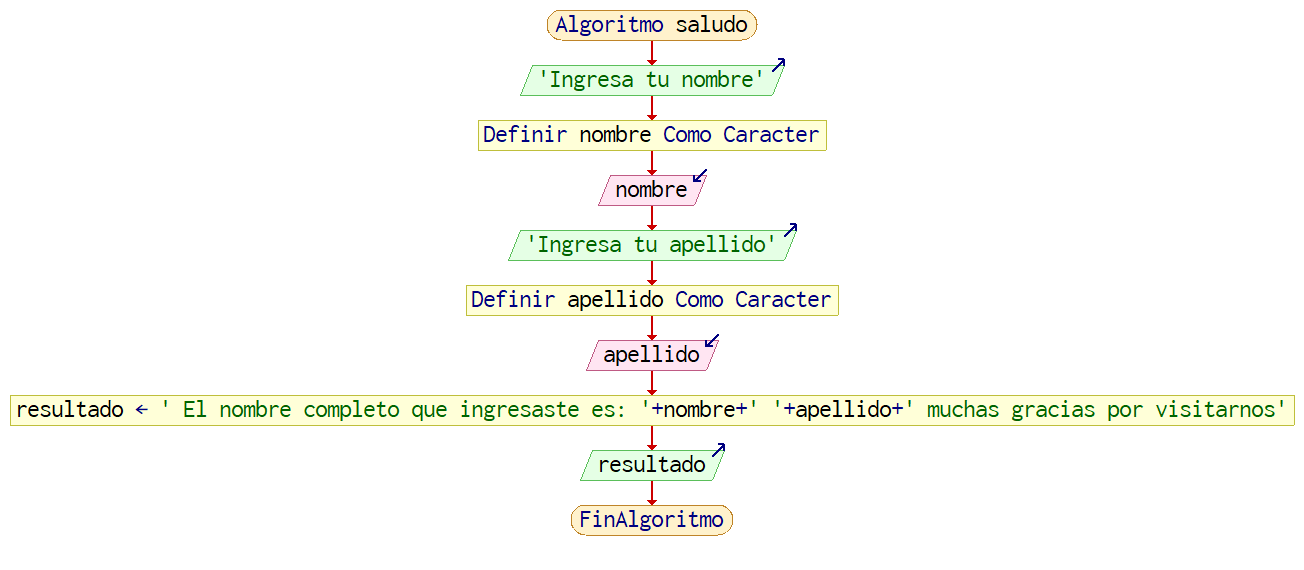 Algoritmo saludo
'Ingresa tu nombre'
Definir nombre Como Caracter
nombre
'Ingresa tu apellido'
Definir apellido Como Caracter
apellido
resultado ← ' El nombre completo que ingresaste es: '+nombre+' '+apellido+' muchas gracias por visitarnos'
resultado
FinAlgoritmo